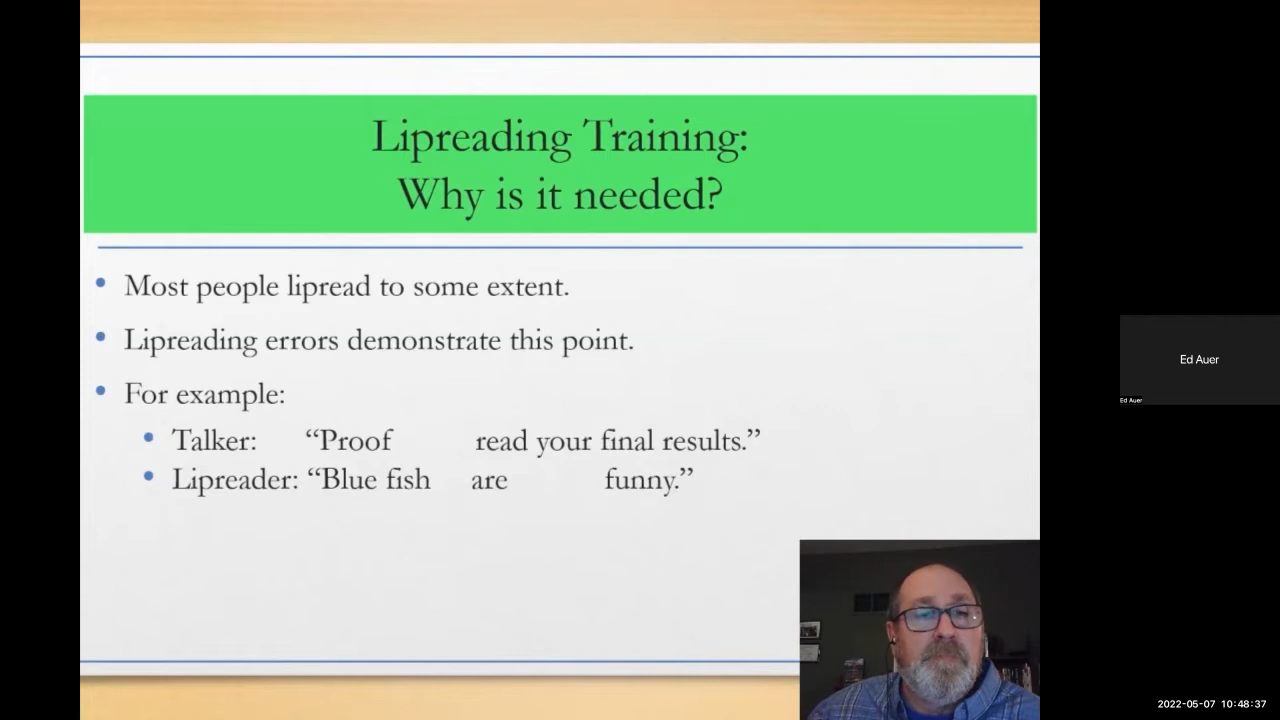 Lipreading Training:
Why is it needed?
• Most people lipread to some extent.
• Lipreading errors demonstrate this point.
• For example:
• Talker: “Proof read your final results.”
• Lipreader: “Blue fish are funny.”
Ed Auer
Ed Auer
2022-05-07 10:48:37